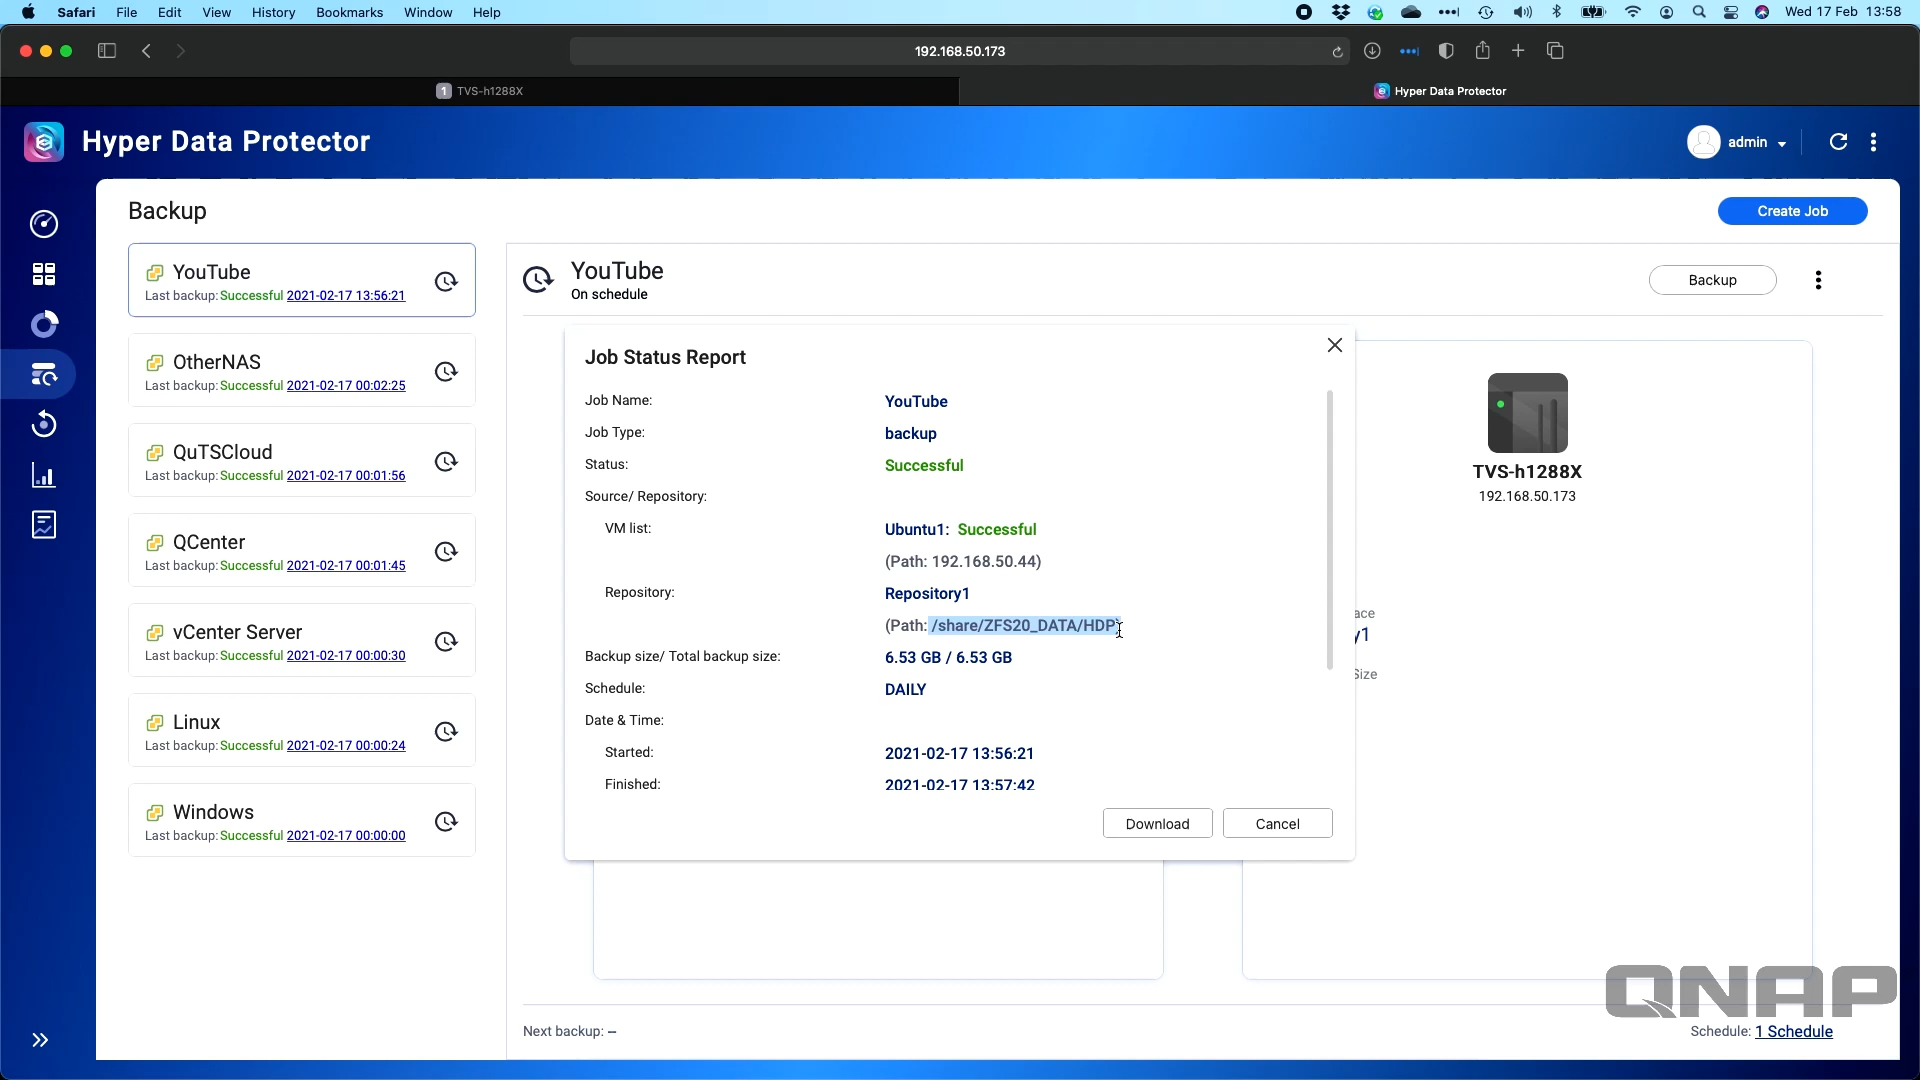 Safari File Edit View History Bookmarks Window Help Wed 17 Feb 13:58
192.168.50.173
1 TVS-h1288X Hyper Data Protector
Hyper Data Protector admin
Backup Create Job
YouTube
Last backup: Successful 2021-02-17 13:56:21
OtherNAS
Last backup: Successful 2021-02-17 00:02:25
QuTSCloud
Last backup: Successful 2021-02-17 00:01:56
QCenter
Last backup: Successful 2021-02-17 00:01:45
vCenter Server
Last backup: Successful 2021-02-17 00:00:30
Linux
Last backup: Successful 2021-02-17 00:00:24
Windows
Last backup: Successful 2021-02-17 00:00:00
YouTube
On schedule
Backup
Job Status Report
Job Name: YouTube
Job Type: backup
Status: Successful
Source/ Repository:
VM list: Ubuntu1: Successful
(Path: 192.168.50.44)
Repository: Repository1
(Path: /share/ZFS20_DATA/HDP)
Backup size/ Total backup size: 6.53 GB / 6.53 GB
Schedule: DAILY
Date & Time:
Started: 2021-02-17 13:56:21
Finished: 2021-02-17 13:57:42
Download Cancel
TVS-h1288X
192.168.50.173
ace
y1
Size
QNAP
Next backup: –
Schedule: 1 Schedule